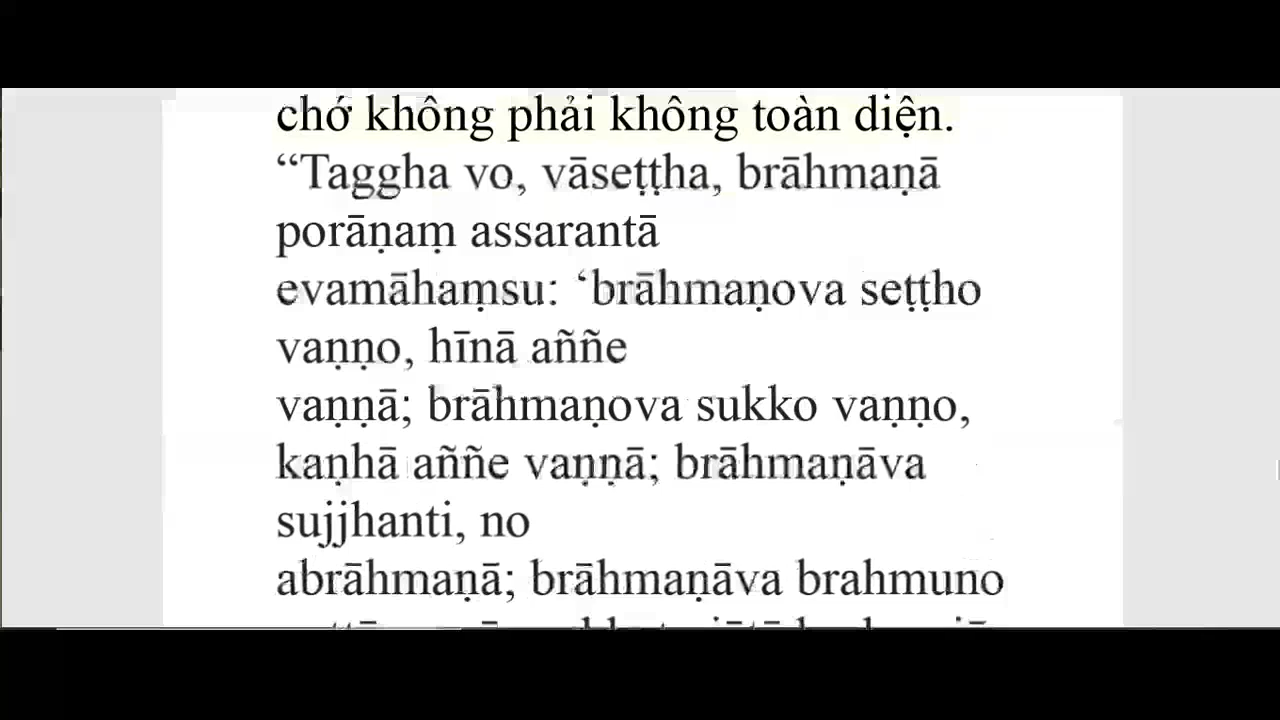 chớ không phải không toàn diện.
“Taggha vo, vāseṭṭha, brāhmaṇā
porāṇaṃ assarantā
evamāhaṃsu: ‘brāhmaṇova seṭṭho
vaṇṇo, hīnā aññe
vaṇṇā; brāhmaṇova sukko vaṇṇo,
kaṇhā aññe vaṇṇā; brāhmaṇāva
sujjhanti, no
abrāhmaṇā; brāhmaṇāva brahmuno